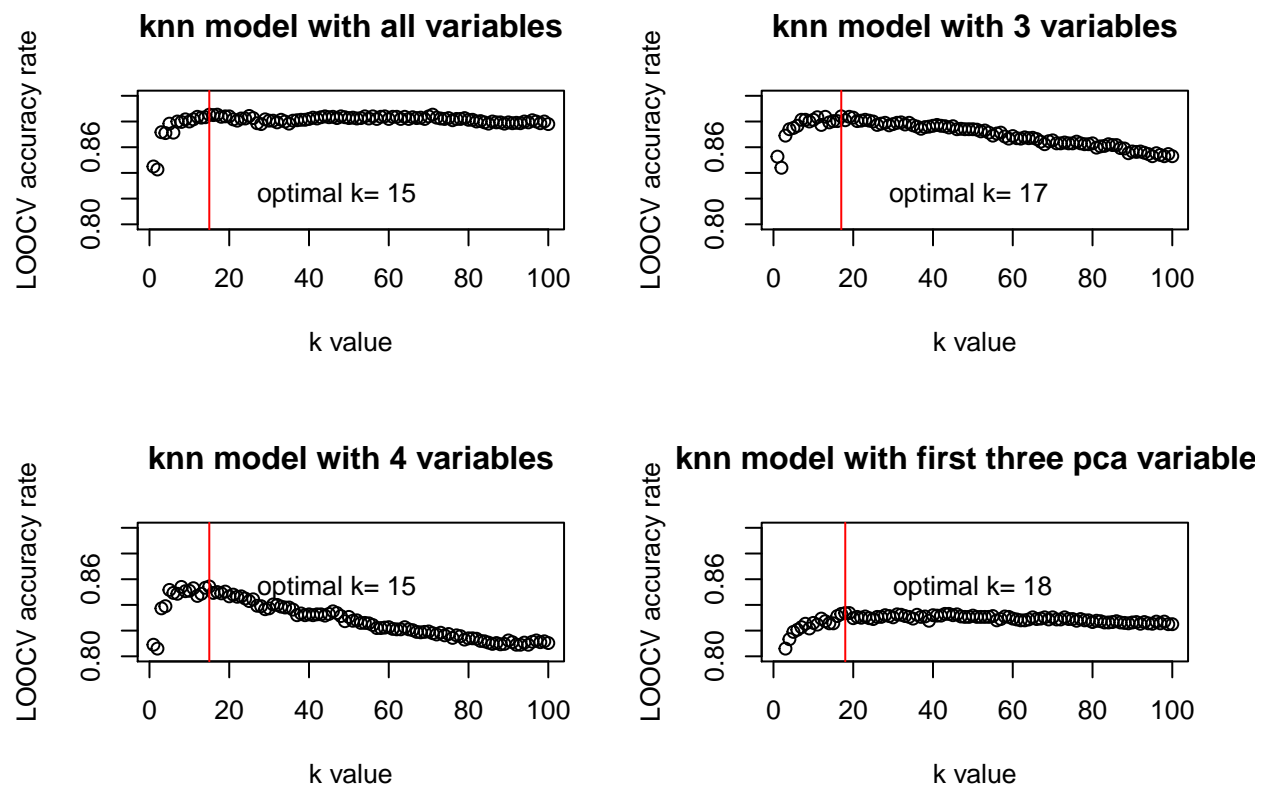 knn model with all variables
LOOCV accuracy rate
0.86
0.80
optimal k= 15
0 20 40 60 80 100
k value
knn model with 3 variables
LOOCV accuracy rate
0.86
0.80
optimal k= 17
0 20 40 60 80 100
k value
knn model with 4 variables
LOOCV accuracy rate
0.86
0.80
optimal k= 15
0 20 40 60 80 100
k value
knn model with first three pca variable
LOOCV accuracy rate
0.86
0.80
optimal k= 18
0 20 40 60 80 100
k value